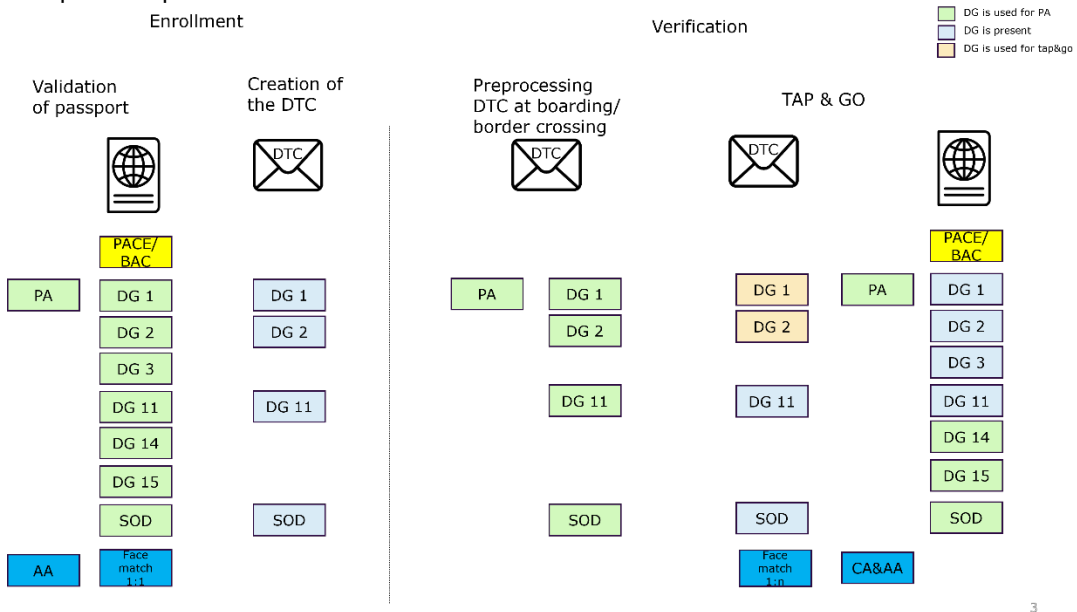 Enrollment
Verification
DG is used for PA
DG is present
DG is used for tap&go
Validation
of passport
Creation of
the DTC
Preprocessing
DTC at boarding/
border crossing
TAP & GO
DTC
DTC
DTC
PACE/
BAC
PACE/
BAC
PA
DG 1
DG 1
PA
DG 1
DG 1
PA
DG 1
DG 2
DG 2
DG 2
DG 2
DG 2
DG 3
DG 3
DG 11
DG 11
DG 11
DG 11
DG 11
DG 14
DG 14
DG 15
DG 15
SOD
SOD
SOD
SOD
SOD
AA
Face
match
1:1
Face
match
1:n
CA&AA
3